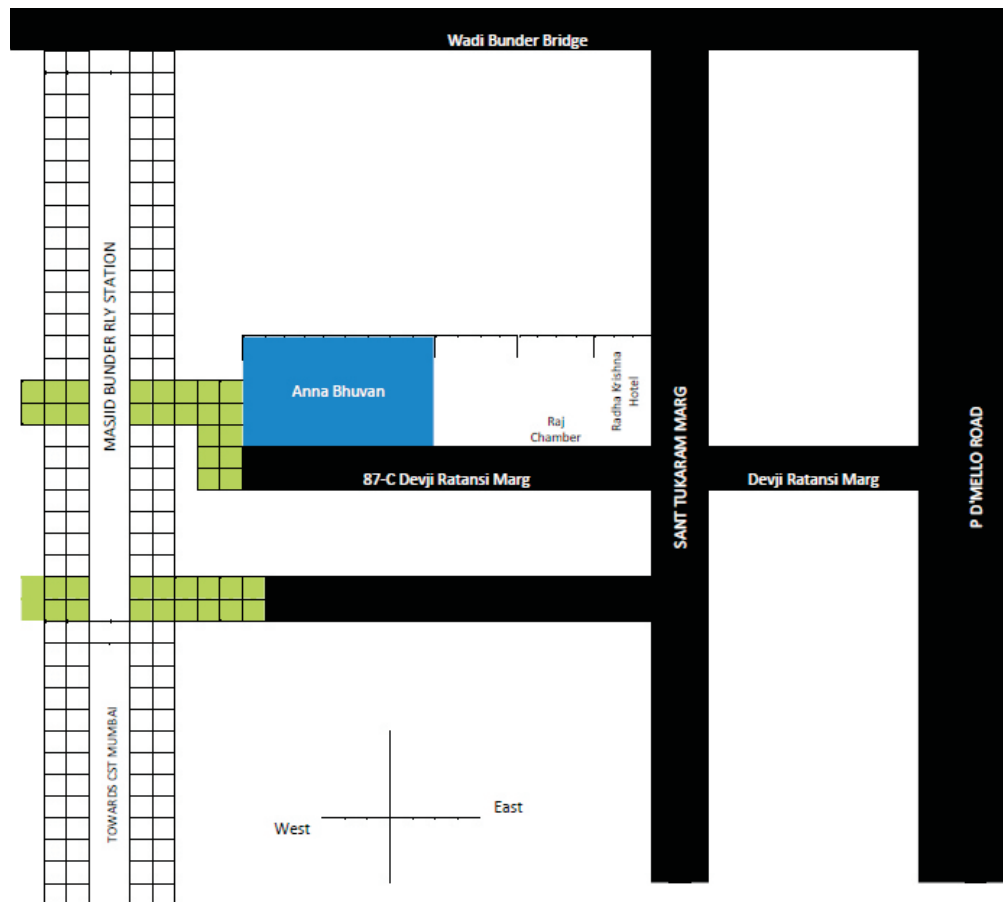 Wadi Bunder Bridge
MASJID BUNDER RLY STATION
Anna Bhuvan
Raj
Chamber
Radha Krishna
Hotel
87-C Devji Ratansi Marg
Devji Ratansi Marg
SANT TUKARAM MARG
P D'MELLO ROAD
TOWARDS CST MUMBAI
West
East